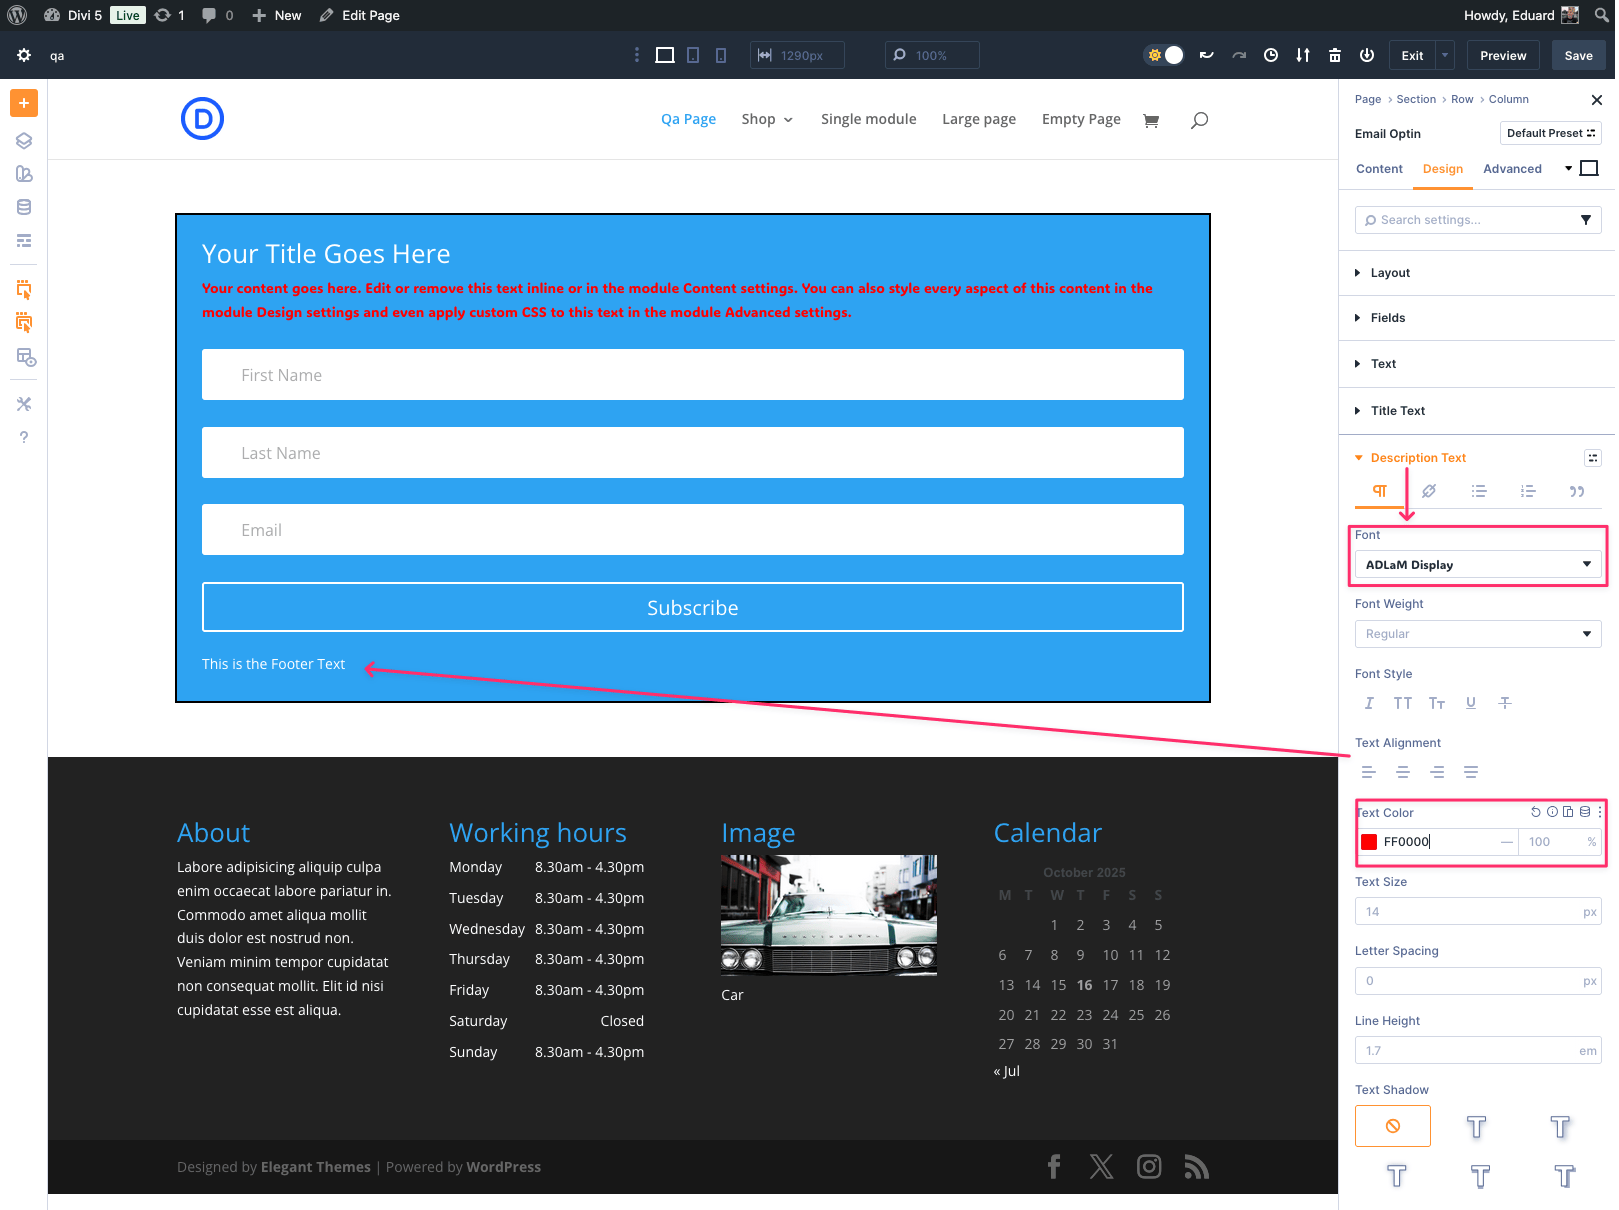 Divi 5 Live 1 0 New Edit Page Howdy, Eduard
qa 1290px 100% Exit Preview Save
D Qa Page Shop Single module Large page Empty Page
Page Section Row Column
Email Optin Default Preset
Content Design Advanced
Search settings...
Layout
Fields
Text
Title Text
Description Text
Font
ADLaM Display
Font Weight
Regular
Font Style
Text Alignment
Text Color
FF0000 100 %
Text Size
14 px
Letter Spacing
0 px
Line Height
1.7 em
Text Shadow
Your Title Goes Here
Your content goes here. Edit or remove this text inline or in the module Content settings. You can also style every aspect of this content in the
module Design settings and even apply custom CSS to this text in the module Advanced settings.
First Name
Last Name
Email
Subscribe
This is the Footer Text
About
Labore adipisicing aliquip culpa
enim occaecat labore pariatur in.
Commodo amet aliqua mollit
duis dolor est nostrud non.
Veniam minim tempor cupidatat
non consequat mollit. Elit id nisi
cupidatat esse est aliqua.
Working hours
Monday 8.30am - 4.30pm
Tuesday 8.30am - 4.30pm
Wednesday 8.30am - 4.30pm
Thursday 8.30am - 4.30pm
Friday 8.30am - 4.30pm
Saturday Closed
Sunday 8.30am - 4.30pm
Image
Car
Calendar
October 2025
M T W T F S S
1 2 3 4 5
6 7 8 9 10 11 12
13 14 15 16 17 18 19
20 21 22 23 24 25 26
27 28 29 30 31
« Jul
Designed by Elegant Themes | Powered by WordPress